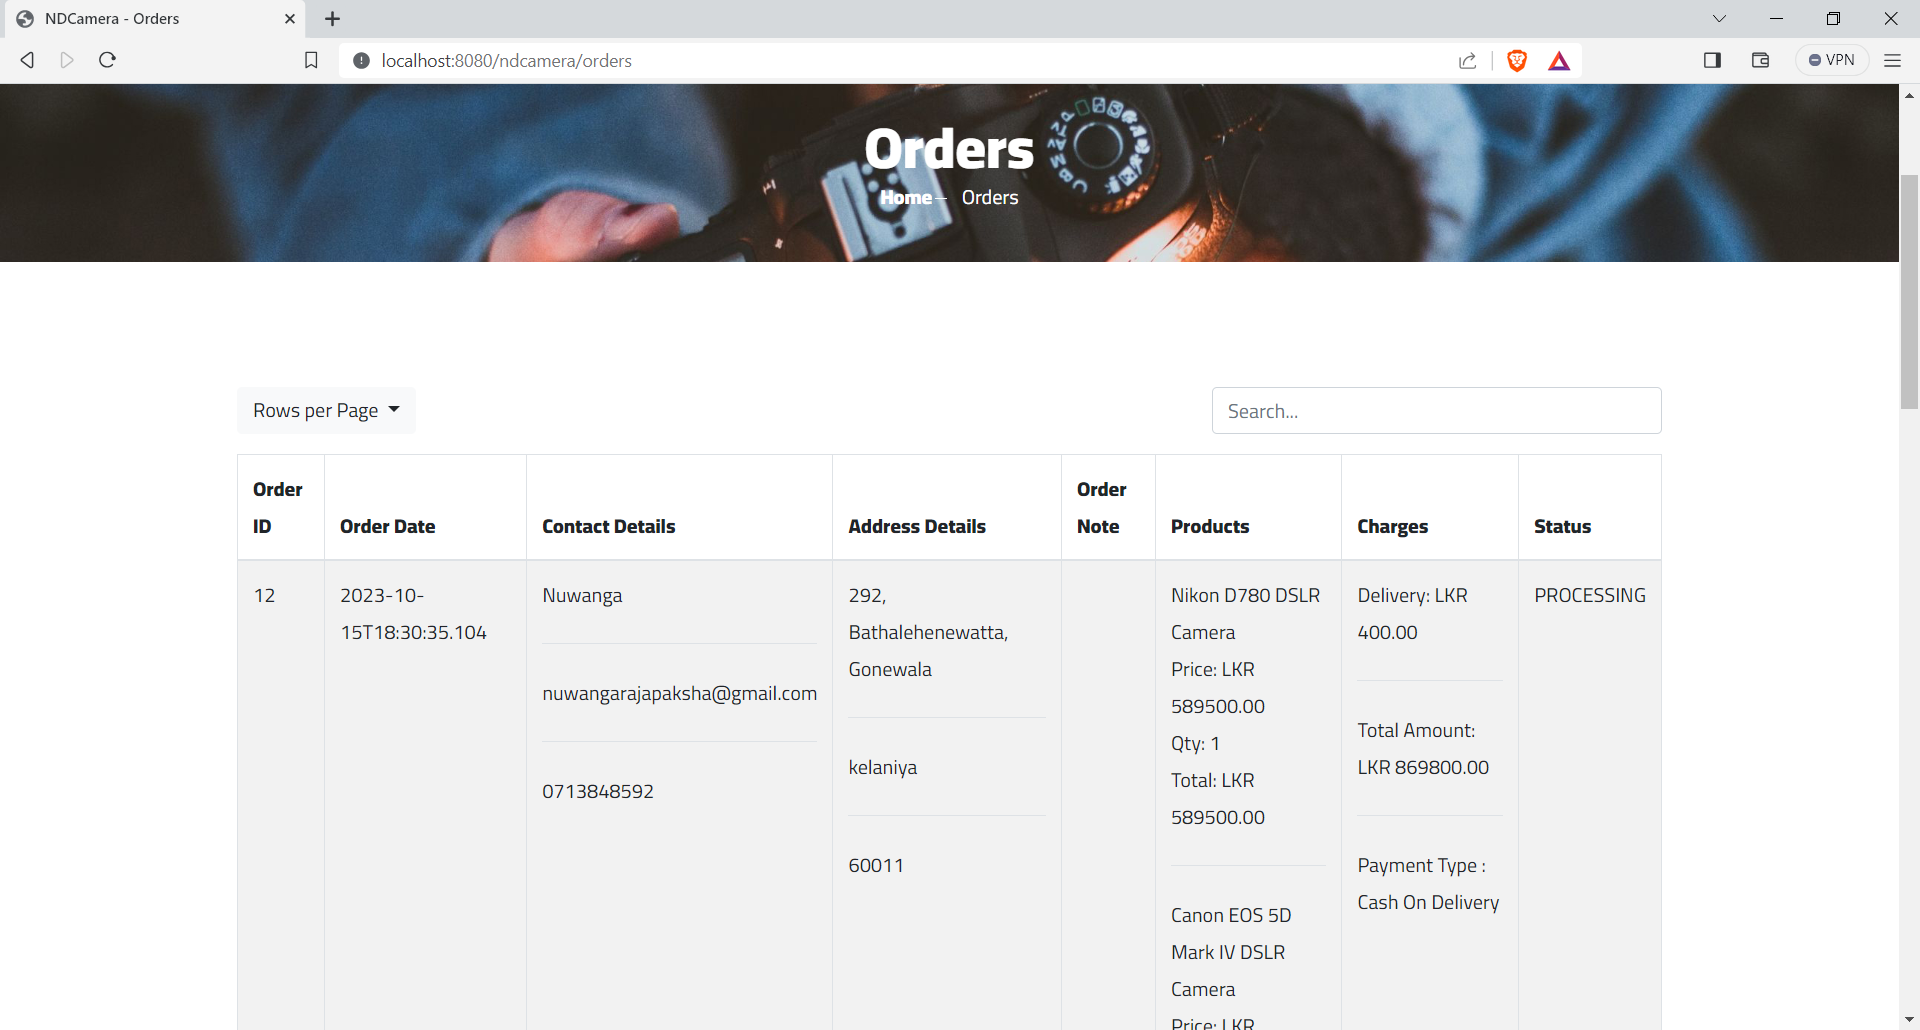 NDCamera - Orders
localhost:8080/ndcamera/orders
VPN
Orders
Home — Orders
Rows per Page
Search...
Order
ID
Order Date
Contact Details
Address Details
Order
Note
Products
Charges
Status
12
2023-10-
15T18:30:35.104
Nuwanga
nuwangarajapaksha@gmail.com
0713848592
292,
Bathalehenewatta,
Gonewala
kelaniya
60011
Nikon D780 DSLR
Camera
Price: LKR
589500.00
Qty: 1
Total: LKR
589500.00
Canon EOS 5D
Mark IV DSLR
Camera
Price: LKR
Delivery: LKR
400.00
Total Amount:
LKR 869800.00
Payment Type :
Cash On Delivery
PROCESSING